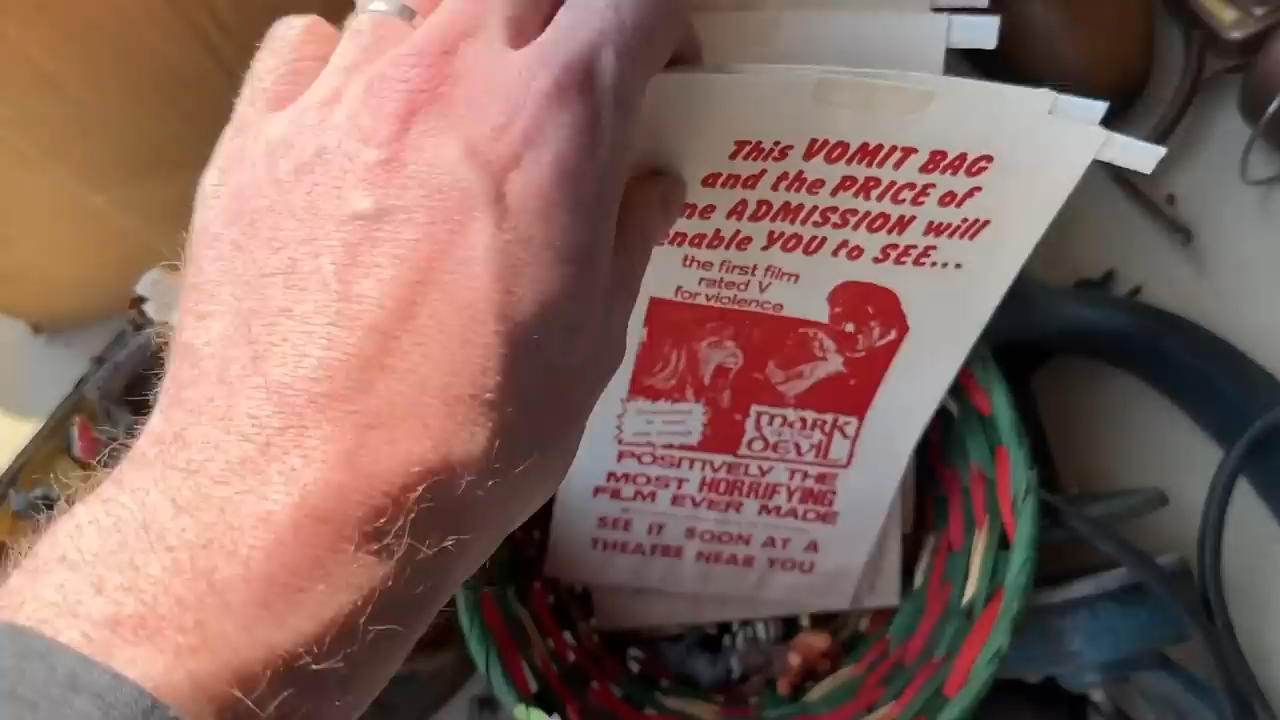 This VOMIT BAG
and the PRICE of
ne ADMISSION will
enable YOU to SEE...
the first film
rated V
for violence
MARK
DEVIL
POSITIVELY THE
MOST HORRIFYING
FILM EVER MADE
SEE IT SOON AT A
THEATRE NEAR YOU